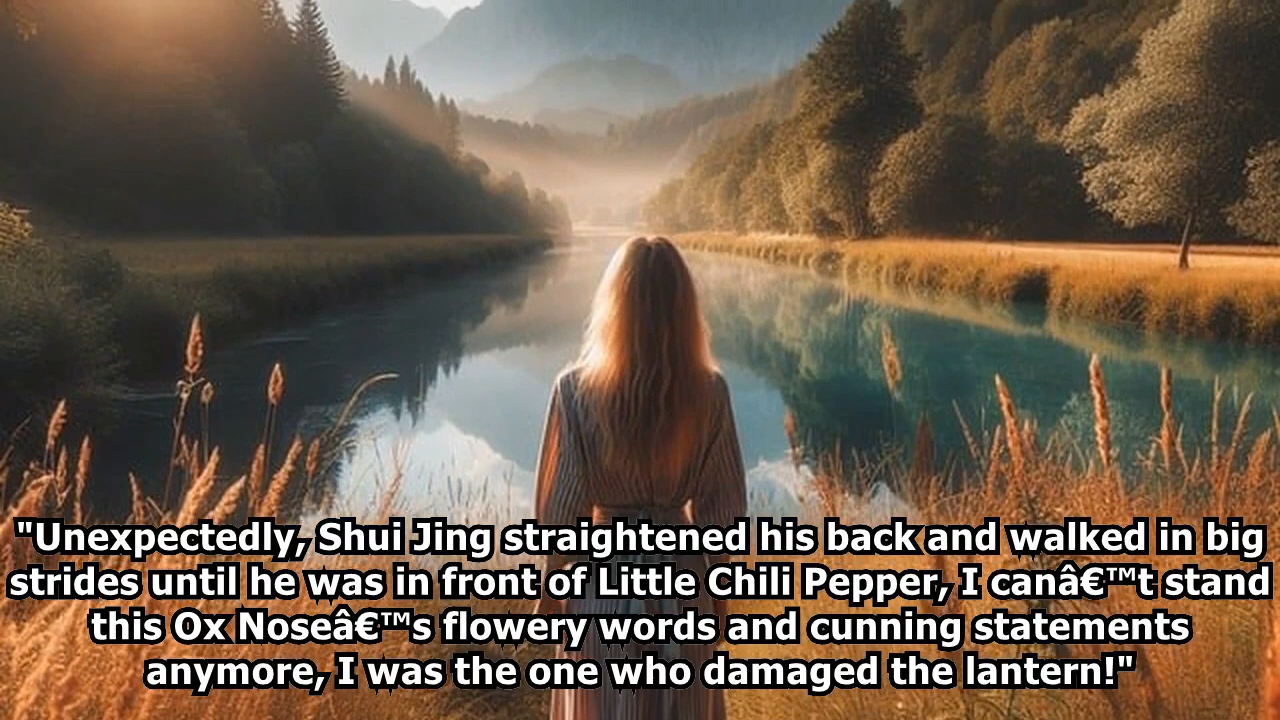 "Unexpectedly, Shui Jing straightened his back and walked in big
strides until he was in front of Little Chili Pepper, I canâ€™t stand
this Ox Noseâ€™s flowery words and cunning statements
anymore, I was the one who damaged the lantern!"